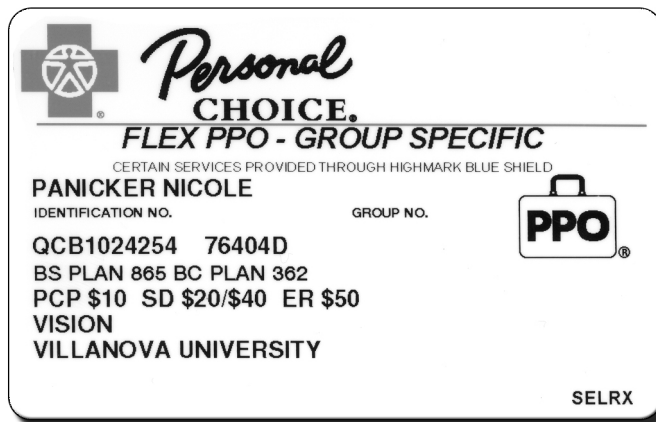 Personal
CHOICE®
FLEX PPO - GROUP SPECIFIC
CERTAIN SERVICES PROVIDED THROUGH HIGHMARK BLUE SHIELD
PANICKER NICOLE
IDENTIFICATION NO. GROUP NO.
PPO®
QCB1024254 76404D
BS PLAN 865 BC PLAN 362
PCP $10 SD $20/$40 ER $50
VISION
VILLANOVA UNIVERSITY
SELRX